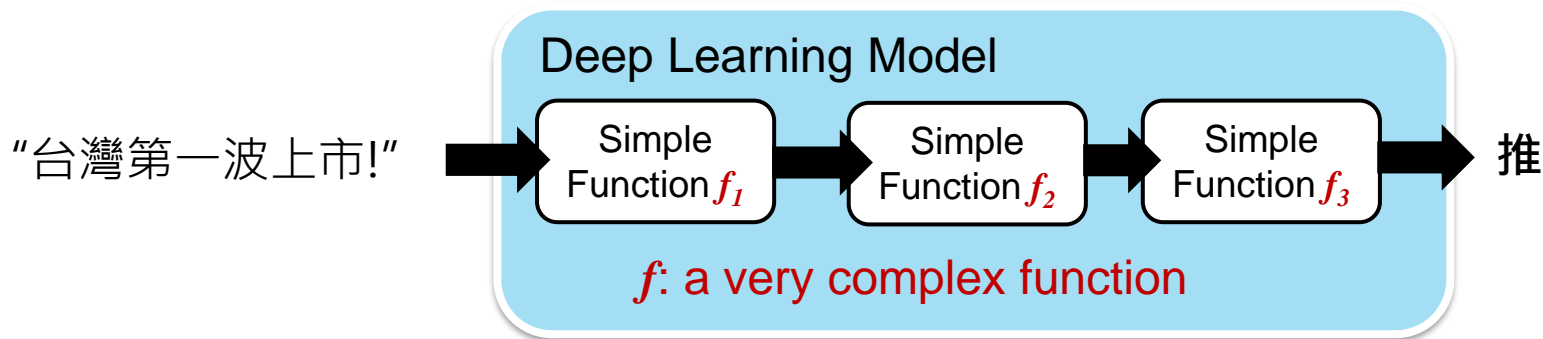 Deep Learning Model
“台灣第一波上市!”
Simple
Function f1
Simple
Function f2
Simple
Function f3
推
f: a very complex function